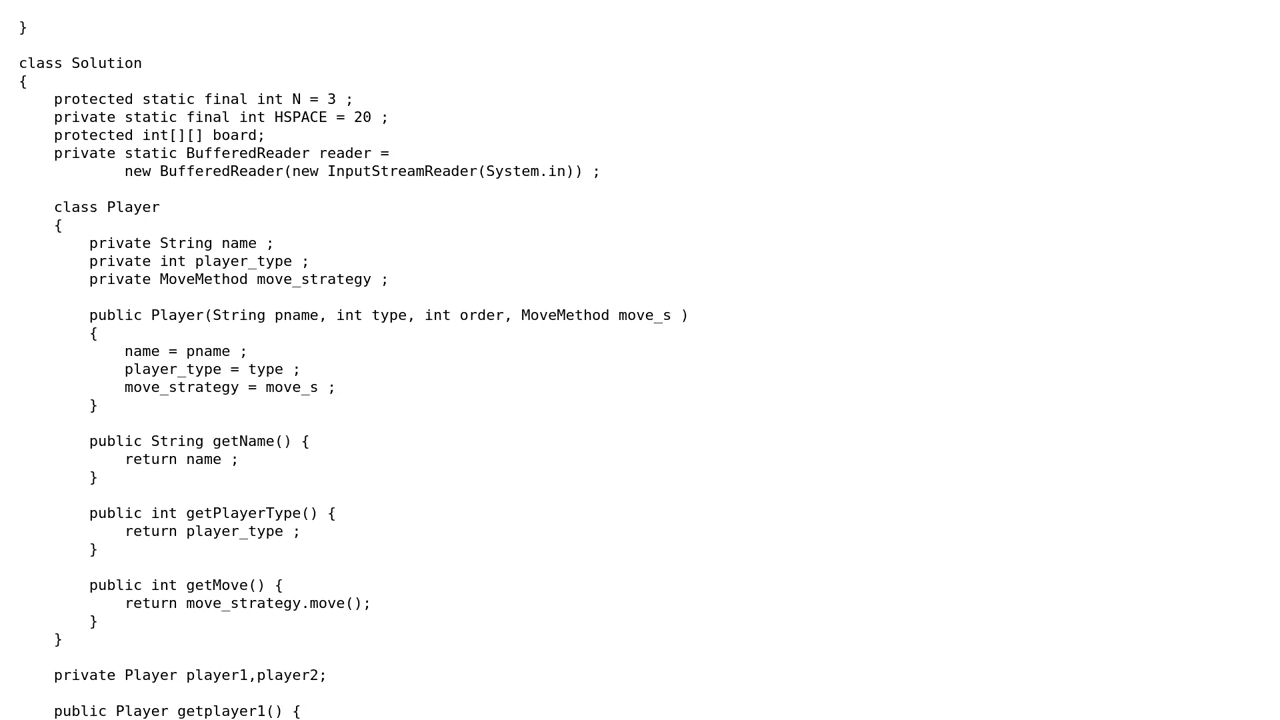 }

class Solution
{
    protected static final int N = 3 ;
    private static final int HSPACE = 20 ;
    protected int[][] board;
    private static BufferedReader reader =
            new BufferedReader(new InputStreamReader(System.in)) ;

    class Player
    {
        private String name ;
        private int player_type ;
        private MoveMethod move_strategy ;

        public Player(String pname, int type, int order, MoveMethod move_s )
        {
            name = pname ;
            player_type = type ;
            move_strategy = move_s ;
        }

        public String getName() {
            return name ;
        }

        public int getPlayerType() {
            return player_type ;
        }

        public int getMove() {
            return move_strategy.move();
        }
    }

    private Player player1,player2;

    public Player getplayer1() {